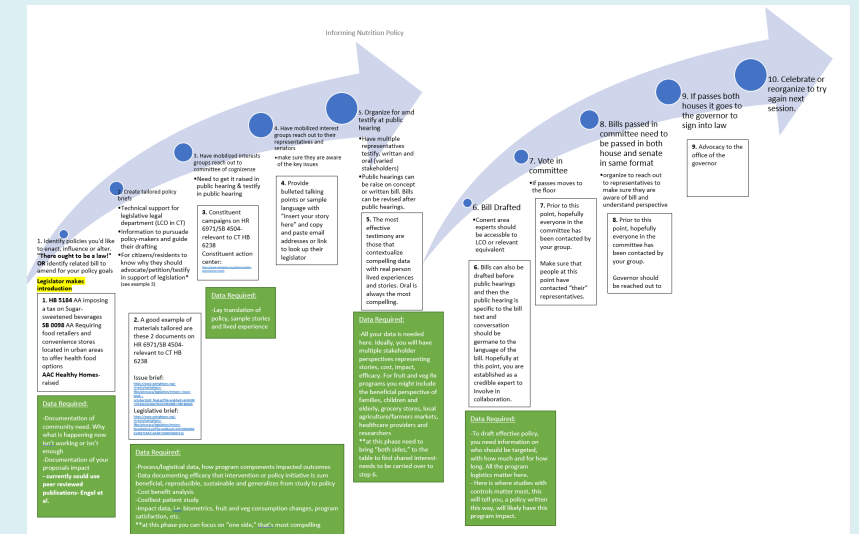 Informing Nutrition Policy
1. Identify policies you'd like
to enact, influence or alter.
"There ought to be a law!"
OR identify related bill to
amend for your policy goals
Legislator makes
introduction
1. HB 5184 AA imposing
a tax on Sugar-
sweetened beverages
SB 0098 AA Requiring
food retailers and
convenience stores
located in urban areas
to offer health food
options
AAC Healthy Homes-
raised
Data Required:
-Documentation of
community need. Why
what is happening now
isn't working or isn't
enough
-Documentation of your
proposals impact
- currently could use
peer reviewed
publications- Engel et
al.
2. Create tailored policy
briefs
•Technical support for
legislative legal
department (LCO in CT)
•Information to pursuade
policy-makers and guide
their drafting
•For citizens/residents to
know why they should
advocate/petition/testify
in support of legislation*
(see example 3)
2. A good example of
materials tailored are
these 2 documents on
HR 6971/SB 4504-
relevant to CT HB
6238
Issue brief:
Legislative brief:
Data Required:
-Process/logistical data, how program components impacted outcomes
-Data documenting efficacy that intervention or policy initiative is sum
beneficial, reproducible, sustainable and generalizes from study to policy
-Cost benefit analysis
-Costlient patient study
-Impact data, i.e. biometrics, fruit and veg consumption changes, program
satisfaction, etc.
**at this phase you can focus on "one side," that's most compelling
3. Have mobilized interests
groups reach out to
committee of cognizenze
•Need to get it raised in
public hearing & testify
in public hearing
3. Constituent
campaigns on HR
6971/SB 4504-
relevant to CT HB
6238
Constituent action
center:
Data Required:
-Lay translation of
policy, sample stories
and lived experience
4. Have mobilized interest
groups reach out to their
representatives and
senators
•make sure they are aware
of the key issues
4. Provide
bulleted talking
points or sample
language with
"insert your story
here" and copy
and paste email
addresses or link
to look up their
legislator
5. Organize for amd
testify at public
hearing
•Have multiple
representatives
testify, writtan and
oral (varied
stakeholders)
•Public hearings can
be raise on concept
or written bill. Bills
can be revised after
public hearings.
5. The most
effective
testimony are
those that
contextualize
compelling data
with real person
lived experiences
and stories. Oral is
always the most
compelling.
Data Required:
-All your data is needed
here. Ideally, you will have
multiple stakeholder
perspectives representing
stories, cost, impact,
efficacy. For fruit and veg Rx
programs you might include
the beneficial perspective of
families, children and
elderly, grocery stores, local
agriculture/farmers markets,
healthcare providers and
researchers
**at this phase need to
bring "both sides," to the
table to first shared interest-
needs to be carried over to
step 6.
6. Bill Drafted
•Conent area
experts should
be accesible to
LCO or relevant
equivalent
6. Bills can also be
drafted before
public hearings
and then the
public hearing is
specific to the bill
text and
conversation
should be
germane to the
language of the
bill. Hopefully at
this point, you are
established as a
credible expert to
involve in
collaboration.
Data Required:
-To draft effective policy,
you need information on
who should be targeted,
with how much and for how
long. All the program
logistics matter here.
- Here is where studies with
controls matter most, this
will tell you, a policy written
this way, will likely have this
program impact.
7. Vote in
committee
•If passes moves to
the floor
7. Prior to this
point, hopefully
everyone in the
committee has
been contacted by
your group.
Make sure that
people at this
point have
contacted "their"
representatives.
8. Bills passed in
committee need to
be passed in both
house and senate
in same format
•organize to reach out
to representatives to
make sure they are
aware of bill and
understand perspective
8. Prior to this
point, hopefully
everyone in the
committee has
been contacted by
your group.
Governor should
be reached out to
9. If passes both
houses it goes to
the governor to
sign into law
9. Advocacy to the
office of the
governor
10. Celebrate or
reorganize to try
again next
session.